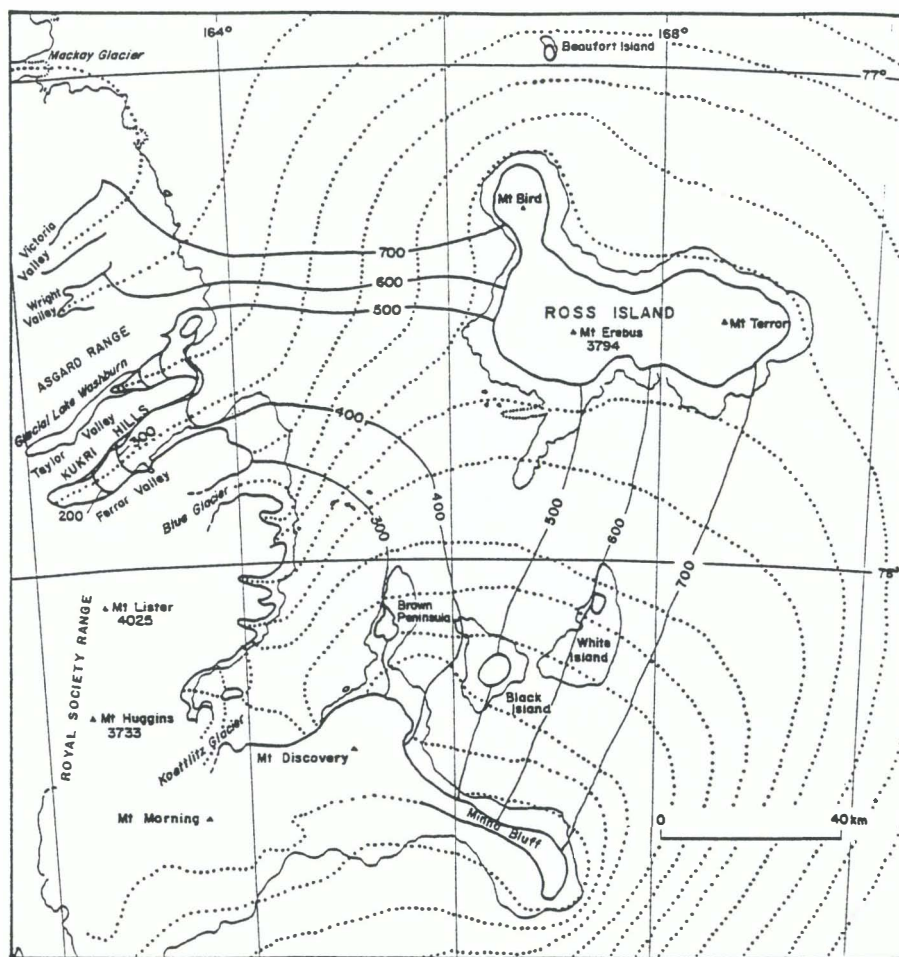 164°
168°
Beaufort Island
Mackay Glacier
77°
Mt Bird
Victoria
Valley
700
600
Wright
Valley
500
ROSS ISLAND
Mt Erebus
3794
Mt Terror
ASGARD RANGE
Glacial Lake Washburn
400
Taylor Valley
KUKRI HILLS
300
200
Ferrar Valley
Blue Glacier
300
400
500
600
700
78°
ROYAL SOCIETY RANGE
Mt Lister
4025
Brown
Peninsula
White
Island
Black
Island
Mt Huggins
3733
Koettlitz Glacier
Mt Discovery
Mt Morning
Minna Bluff
0 40 km